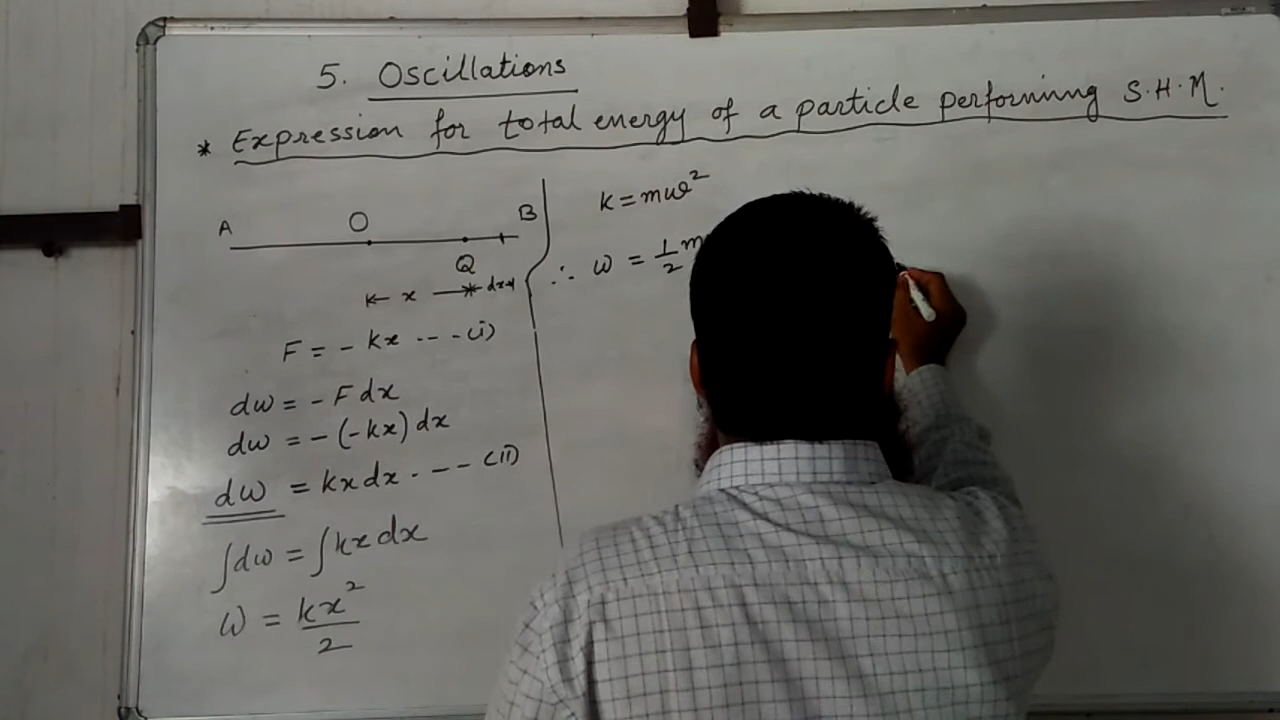 5. Oscillations
* Expression for total energy of a particle performing S.H.M.
A O B
Q
x dx
F = - kx --- (i)
dw = - F dx
dw = - (-kx) dx
dw = kx dx --- (ii)
∫dw = ∫kx dx
W = kx²/2
k = mω²
∴ W = 1/2 m